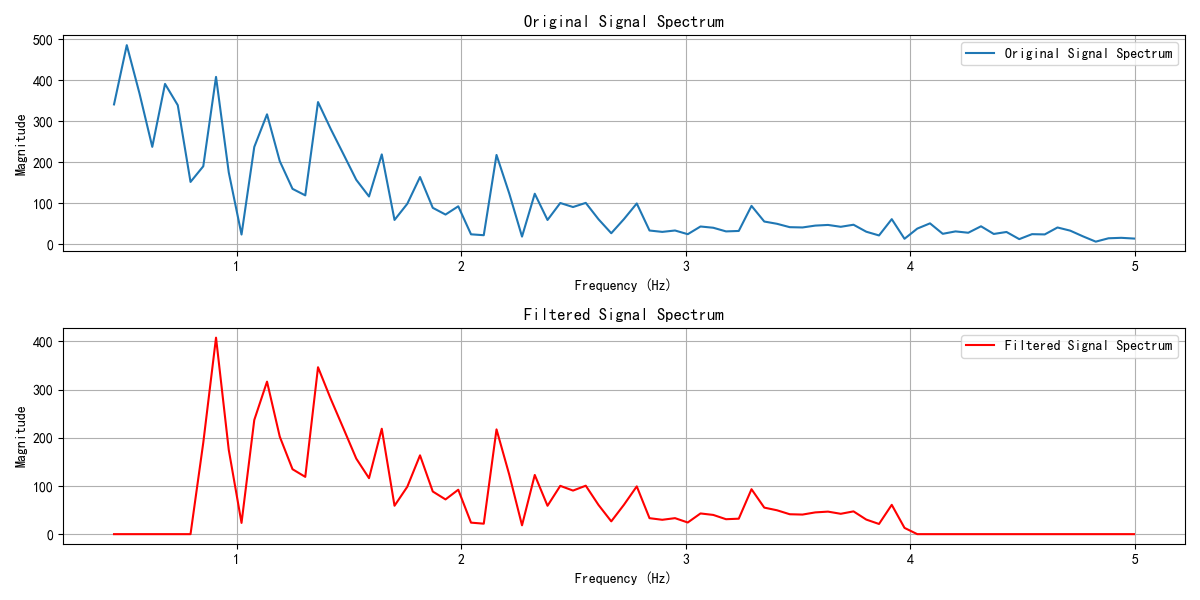 Original Signal Spectrum
500
400
300
200
100
0
Magnitude
Original Signal Spectrum
1 2 3 4 5
Frequency (Hz)
Filtered Signal Spectrum
400
300
200
100
0
Magnitude
Filtered Signal Spectrum
1 2 3 4 5
Frequency (Hz)